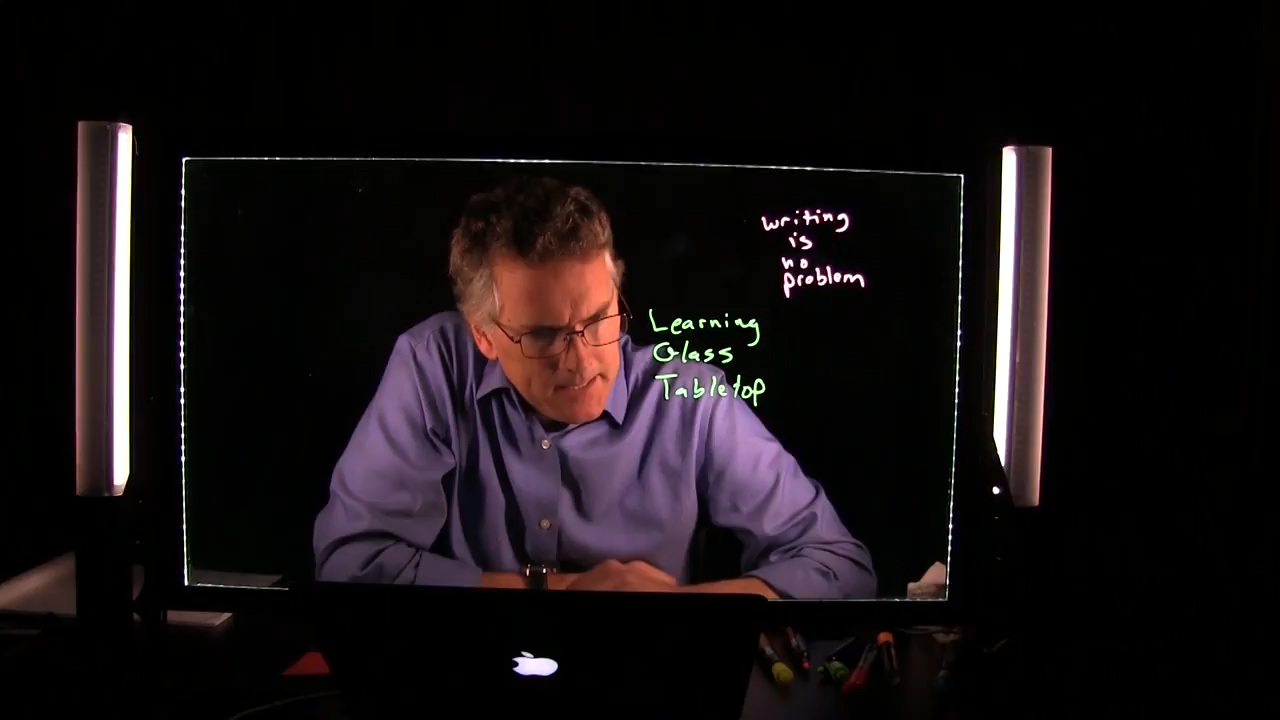 writing
is
no
problem
Learning
Glass
Tabletop